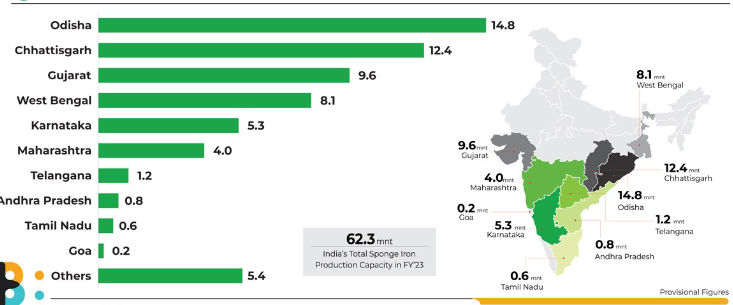 Odisha 14.8
Chhattisgarh 12.4
Gujarat 9.6
West Bengal 8.1
Karnataka 5.3
Maharashtra 4.0
Telangana 1.2
Andhra Pradesh 0.8
Tamil Nadu 0.6
Goa 0.2
Others 5.4
62.3 mnt
India's Total Sponge Iron
Production Capacity in FY'23
8.1 mnt
West Bengal
9.6 mnt
Gujarat
12.4 mnt
Chhattisgarh
4.0 mnt
Maharashtra
14.8 mnt
Odisha
0.2 mnt
Goa
1.2 mnt
Telangana
5.3 mnt
Karnataka
0.8 mnt
Andhra Pradesh
0.6 mnt
Tamil Nadu
Provisional Figures